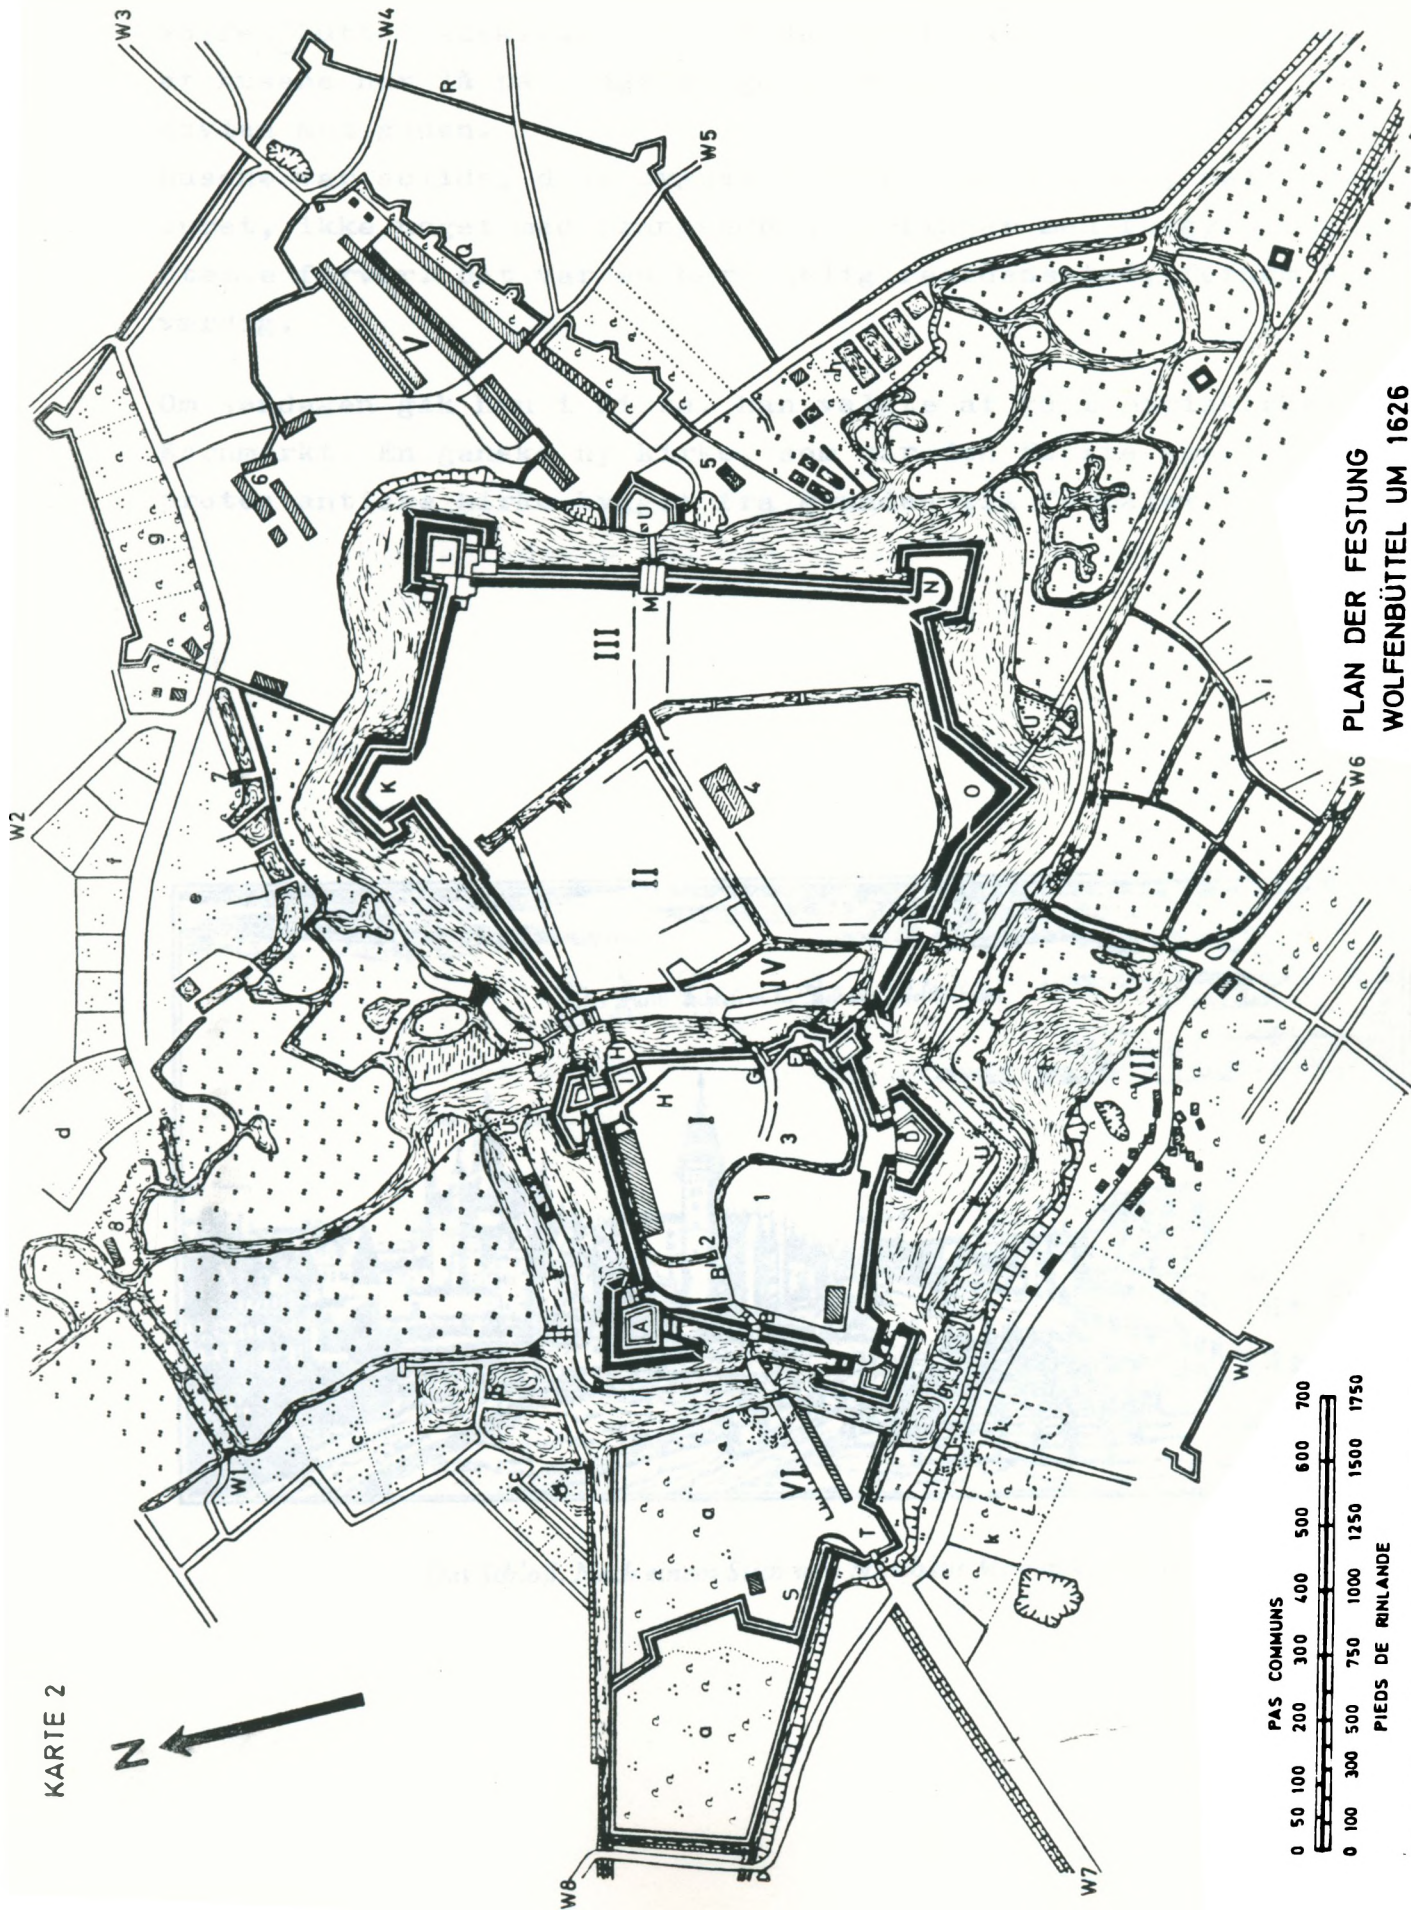 KARTE 2
N
PLAN DER FESTUNG
WOLFENBÜTTEL UM 1626
PAS COMMUNS
0 50 100 200 300 400 500 600 700
0 100 300 500 750 1000 1250 1500 1750
PIEDS DE RINLANDE
W1
W2
W3
W4
W5
W6
W7
W8
I
II
III
IV
V
VI
VII
A
B
B'
G
H
H'
I
K
L
M
N
O
Q
R
S
T
U
U
U
W
1
2
3
4
5
6
7
8
a
a
b
c
c
d
e
f
g
h
i
i
k